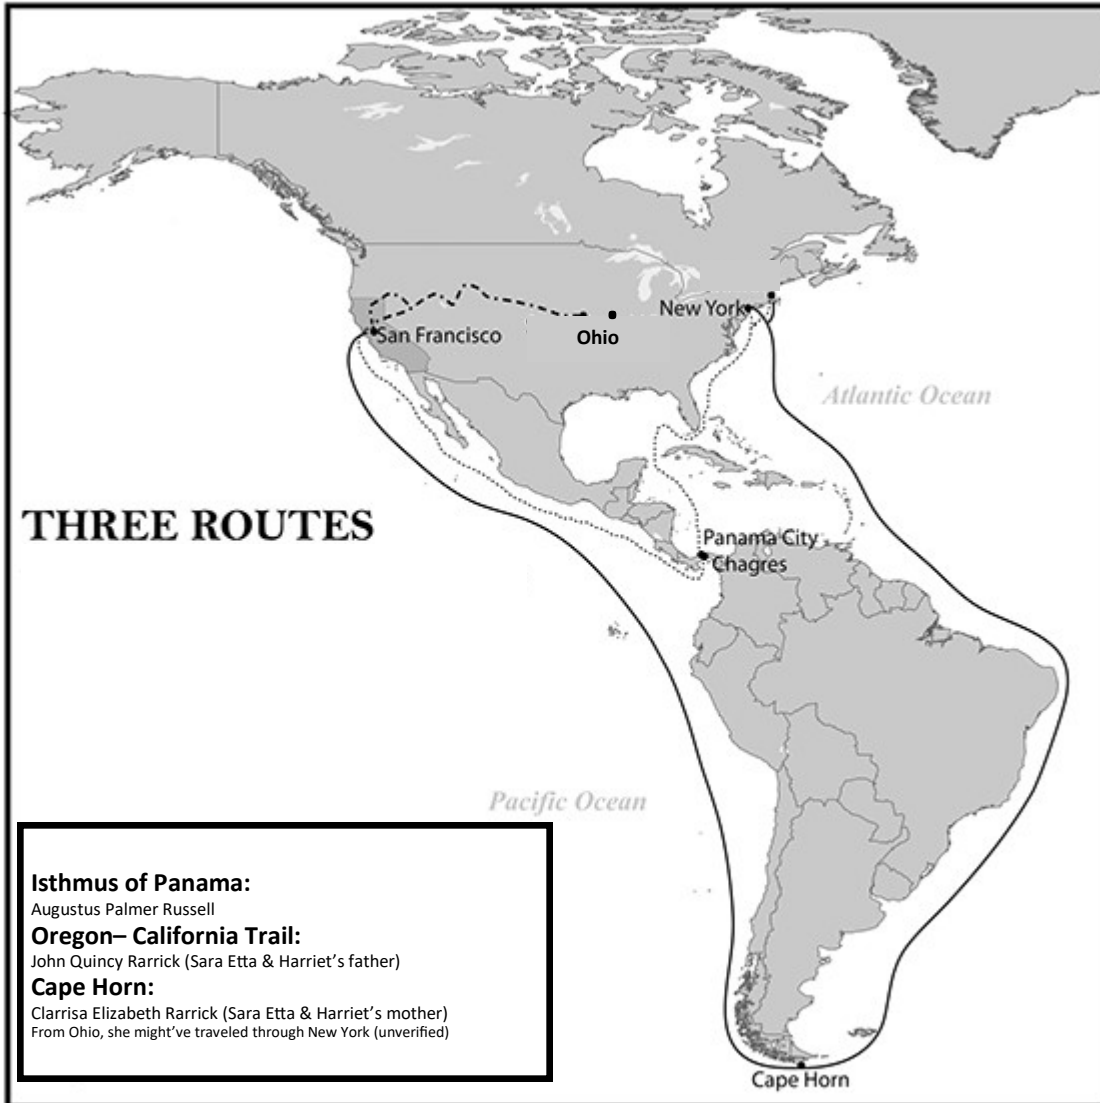 New York
San Francisco
Ohio
Atlantic Ocean
THREE ROUTES
Panama City
Chagres
Pacific Ocean
Isthmus of Panama:
Augustus Palmer Russell
Oregon– California Trail:
John Quincy Rarrick (Sara Etta & Harriet’s father)
Cape Horn:
Clarrisa Elizabeth Rarrick (Sara Etta & Harriet’s mother)
From Ohio, she might’ve traveled through New York (unverified)
Cape Horn